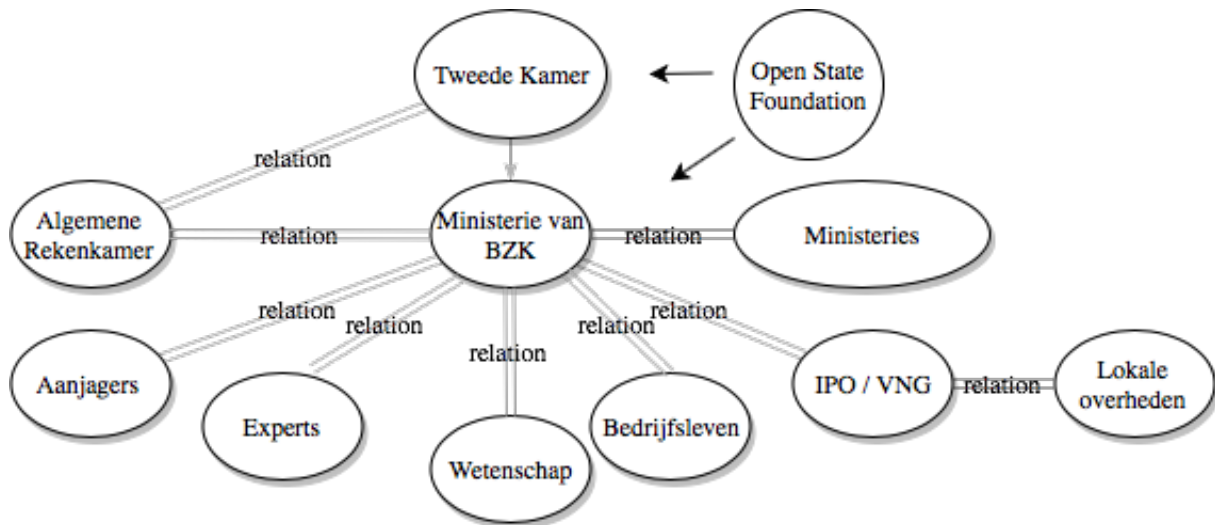 Tweede Kamer
Open State
Foundation
relation
Algemene
Rekenkamer
relation
Ministerie van
BZK
relation
Ministeries
relation
relation
relation
relation
relation
Aanjagers
Experts
Wetenschap
Bedrijfsleven
IPO / VNG
relation
Lokale
overheden